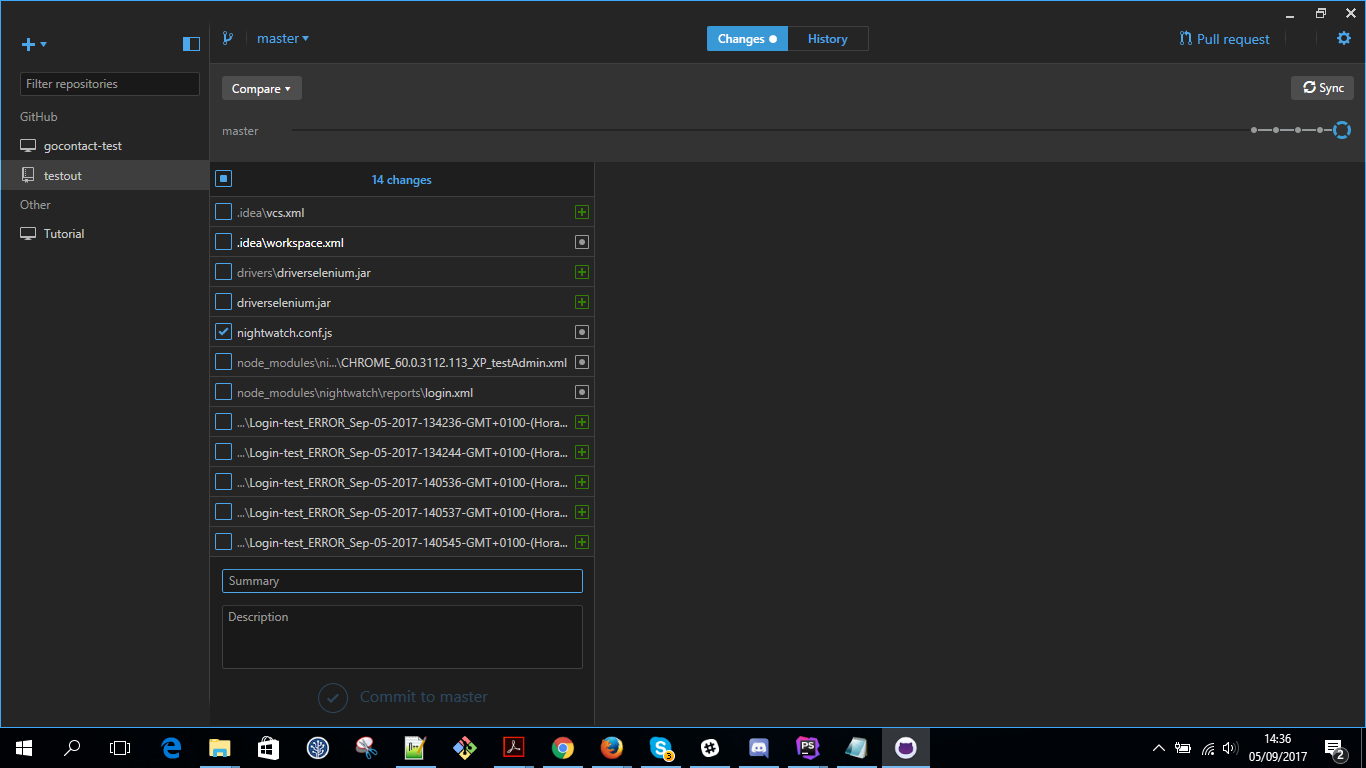 master
Changes
History
Pull request
Filter repositories
Compare
Sync
GitHub
master
gocontact-test
testout
14 changes
Other
.idea\vcs.xml
Tutorial
.idea\workspace.xml
drivers\driverselenium.jar
driverselenium.jar
nightwatch.conf.js
node_modules\ni...\CHROME_60.0.3112.113_XP_testAdmin.xml
node_modules\nightwatch\reports\login.xml
...\Login-test_ERROR_Sep-05-2017-134236-GMT+0100-(Hora...
...\Login-test_ERROR_Sep-05-2017-134244-GMT+0100-(Hora...
...\Login-test_ERROR_Sep-05-2017-140536-GMT+0100-(Hora...
...\Login-test_ERROR_Sep-05-2017-140537-GMT+0100-(Hora...
...\Login-test_ERROR_Sep-05-2017-140545-GMT+0100-(Hora...
Summary
Description
Commit to master
3
PS
14:36
05/09/2017
2